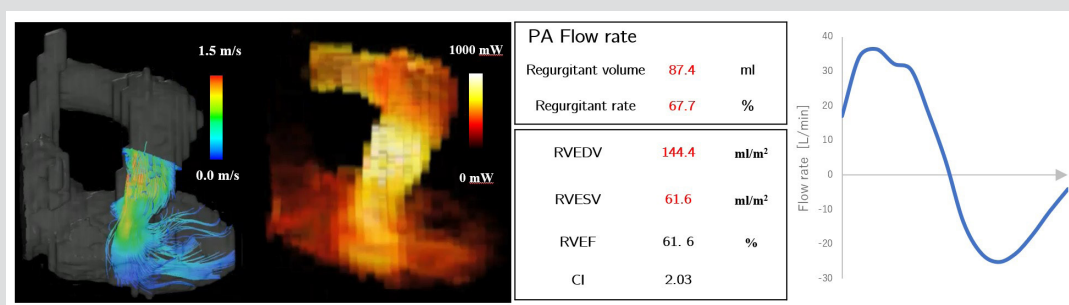 1.5 m/s
0.0 m/s
1000 mW
0 mW
PA Flow rate
Regurgitant volume 87.4 ml
Regurgitant rate 67.7 %
RVEDV 144.4 ml/m²
RVESV 61.6 ml/m²
RVEF 61. 6 %
CI 2.03
Flow rate [L/min]
40
30
20
10
0
-10
-20
-30